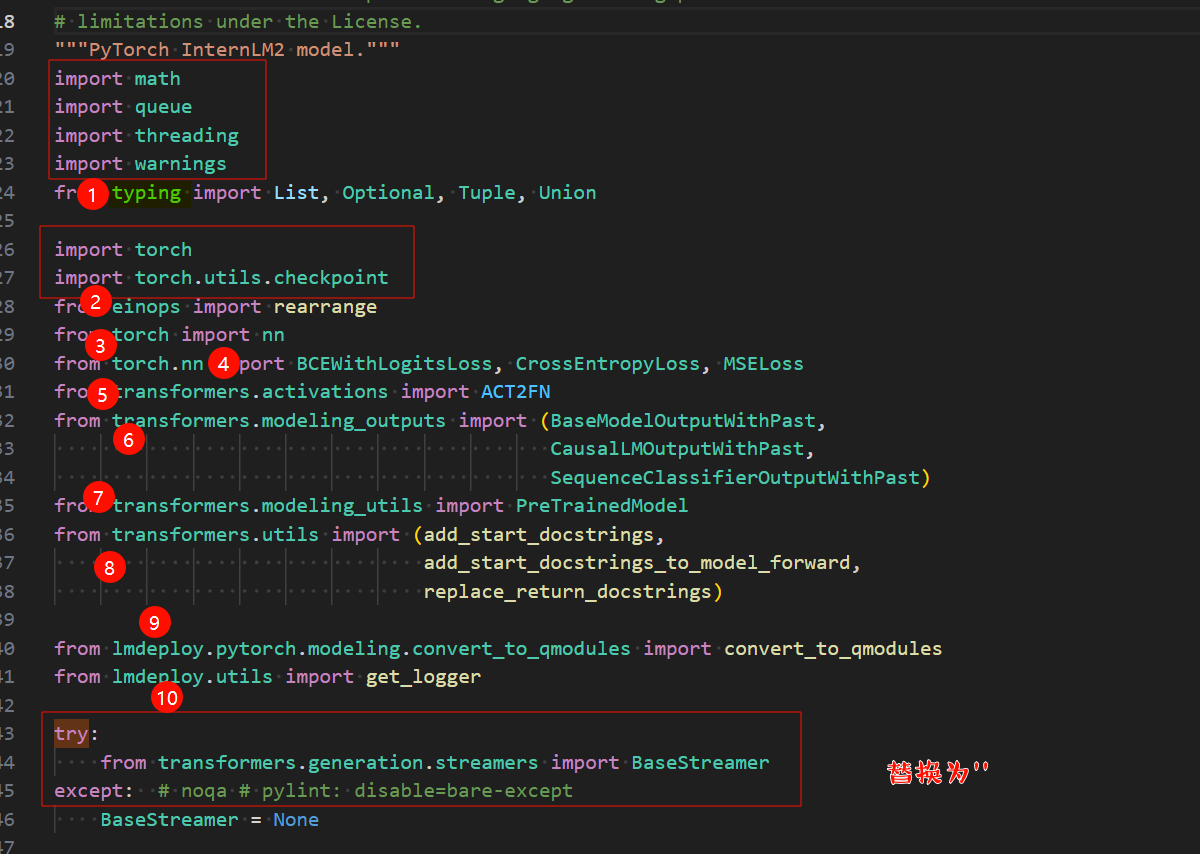 18 # limitations under the License.
19 """PyTorch InternLM2 model."""
20 import math
21 import queue
22 import threading
23 import warnings
24 fr 1 typing import List, Optional, Tuple, Union
25
26 import torch
27 import torch.utils.checkpoint
28 fro 2 einops import rearrange
29 from 3 torch import nn
30 from torch.nn 4 port BCEWithLogitsLoss, CrossEntropyLoss, MSELoss
31 fro 5 transformers.activations import ACT2FN
32 from transformers.modeling_outputs import (BaseModelOutputWithPast,
33 6 CausalLMOutputWithPast,
34 SequenceClassifierOutputWithPast)
35 fro 7 transformers.modeling_utils import PreTrainedModel
36 from transformers.utils import (add_start_docstrings,
37 8 add_start_docstrings_to_model_forward,
38 replace_return_docstrings)
39 9
40 from lmdeploy.pytorch.modeling.convert_to_qmodules import convert_to_qmodules
41 from lmdeploy.utils import get_logger
42 10
43 try:
44 from transformers.generation.streamers import BaseStreamer
替换为''
45 except: # noqa # pylint: disable=bare-except
46 BaseStreamer = None
47